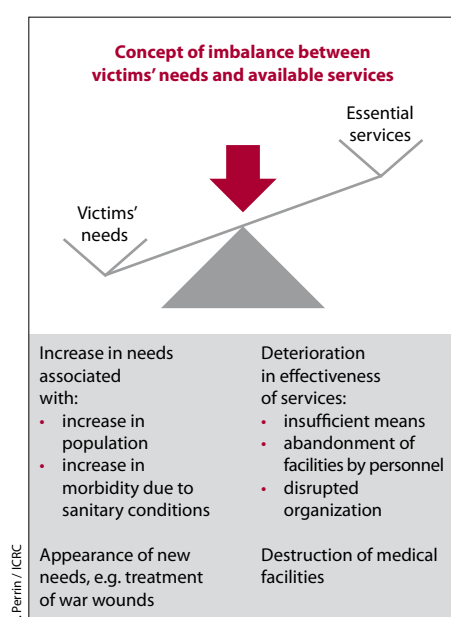 Concept of imbalance between
victims’ needs and available services
Essential
services
Victims’
needs
Increase in needs
associated
with:
• increase in
population
• increase in
morbidity due to
sanitary conditions
Appearance of new
needs, e.g. treatment
of war wounds
Deterioration
in effectiveness
of services:
• insufficient means
• abandonment of
facilities by personnel
• disrupted
organization
Destruction of medical
facilities
. Perrin / ICRC